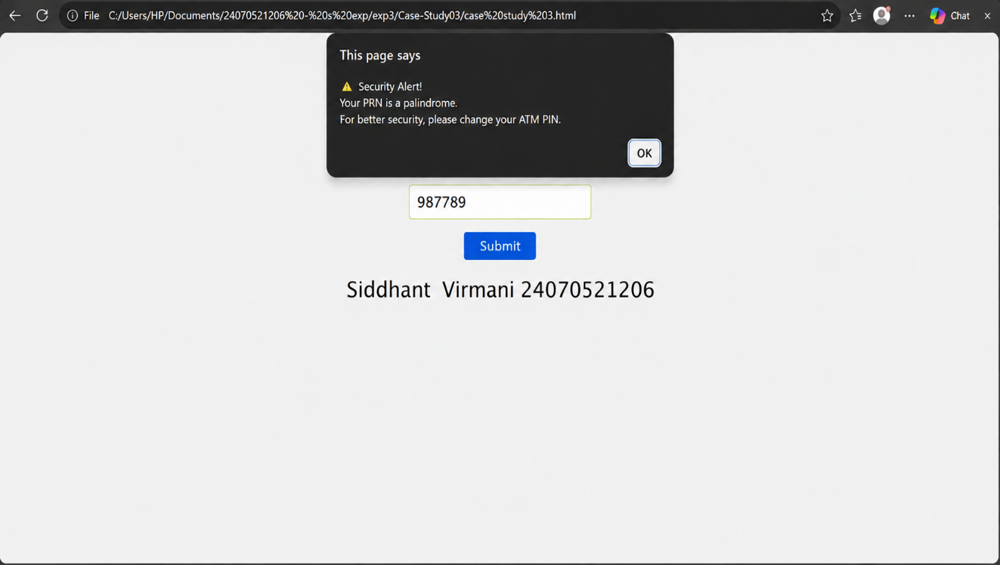 File C:/Users/HP/Documents/24070521206%20-%20s%20exp/exp3/Case-Study03/case%20study%203.html
Chat
This page says
⚠ Security Alert!
Your PRN is a palindrome.
For better security, please change your ATM PIN.
OK
987789
Submit
Siddhant  Virmani 24070521206